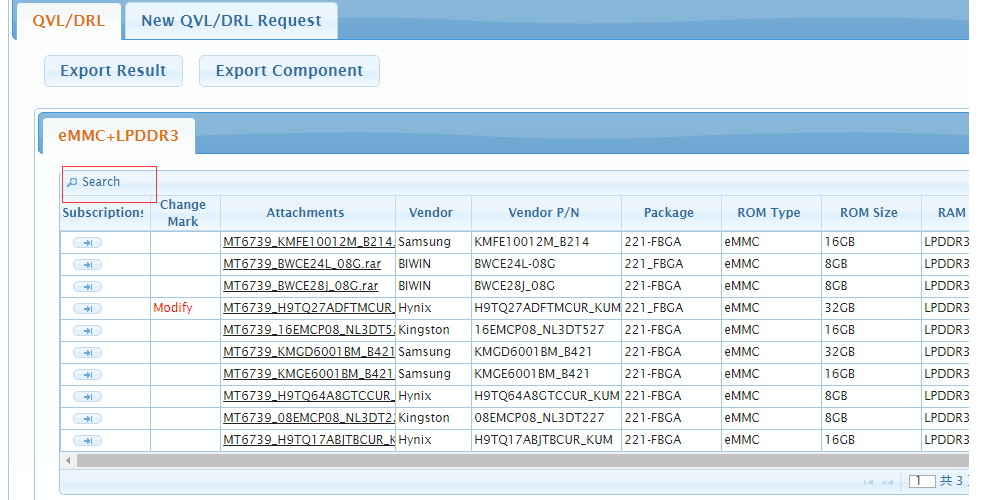 QVL/DRL New QVL/DRL Request
Export Result Export Component
eMMC+LPDDR3
Search
Subscriptions Change Mark Attachments Vendor Vendor P/N Package ROM Type ROM Size RAM
MT6739_KMFE10012M_B214. Samsung KMFE10012M_B214 221-FBGA eMMC 16GB LPDDR3
MT6739_BWCE24L_08G.rar BIWIN BWCE24L-08G 221_FBGA eMMC 8GB LPDDR3
MT6739_BWCE28J_08G.rar BIWIN BWCE28J_08G 221-FBGA eMMC 8GB LPDDR3
Modify MT6739_H9TQ27ADFTMCUR_ Hynix H9TQ27ADFTMCUR_KUM 221_FBGA eMMC 32GB LPDDR3
MT6739_16EMCP08_NL3DT52 Kingston 16EMCP08_NL3DT527 221-FBGA eMMC 16GB LPDDR3
MT6739_KMGD6001BM_B421 Samsung KMGD6001BM_B421 221-FBGA eMMC 32GB LPDDR3
MT6739_KMGE6001BM_B421 Samsung KMGE6001BM_B421 221-FBGA eMMC 16GB LPDDR3
MT6739_H9TQ64A8GTCCUR_ Hynix H9TQ64A8GTCCUR_KUM 221-FBGA eMMC 8GB LPDDR3
MT6739_08EMCP08_NL3DT22 Kingston 08EMCP08_NL3DT227 221-FBGA eMMC 8GB LPDDR3
MT6739_H9TQ17ABJTBCUR_K Hynix H9TQ17ABJTBCUR_KUM 221-FBGA eMMC 16GB LPDDR3
1 共 3